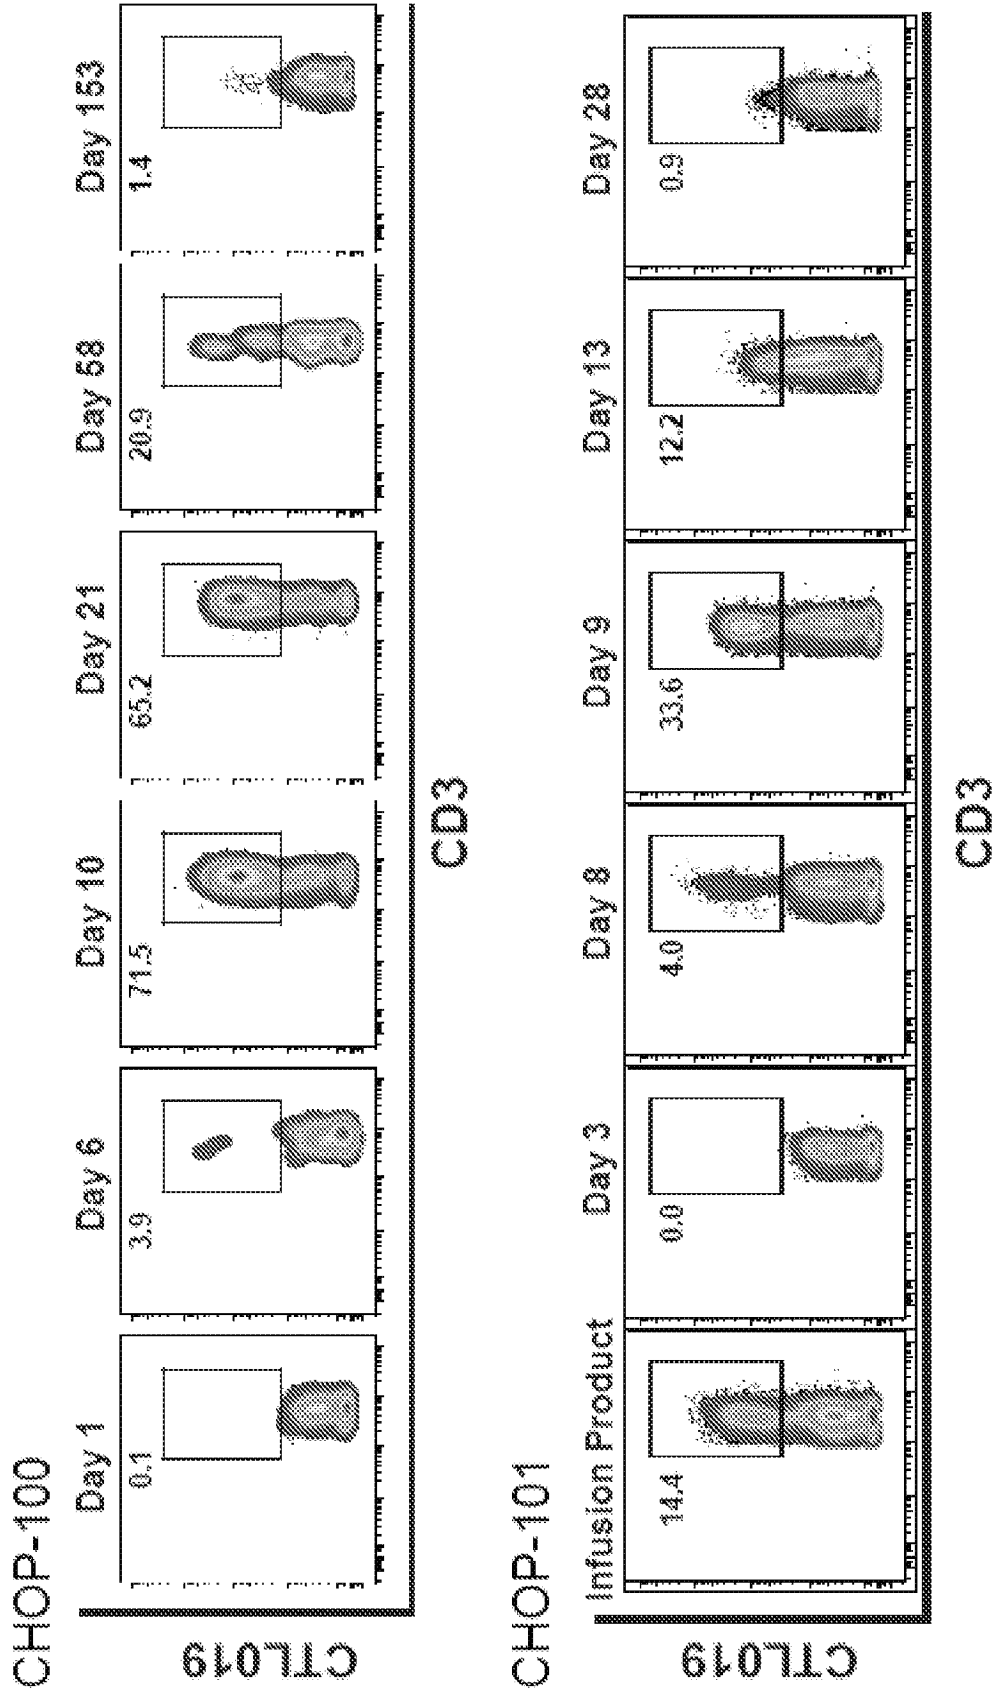 CHOP-100
Day 1 Day 6 Day 10 Day 21 Day 58 Day 153
0.1 3.9 71.5 65.2 20.9 1.4
CTL019
CD3
CHOP-101
Infusion Product Day 3 Day 8 Day 9 Day 13 Day 28
14.4 0.0 4.0 33.6 12.2 0.9
CTL019
CD3